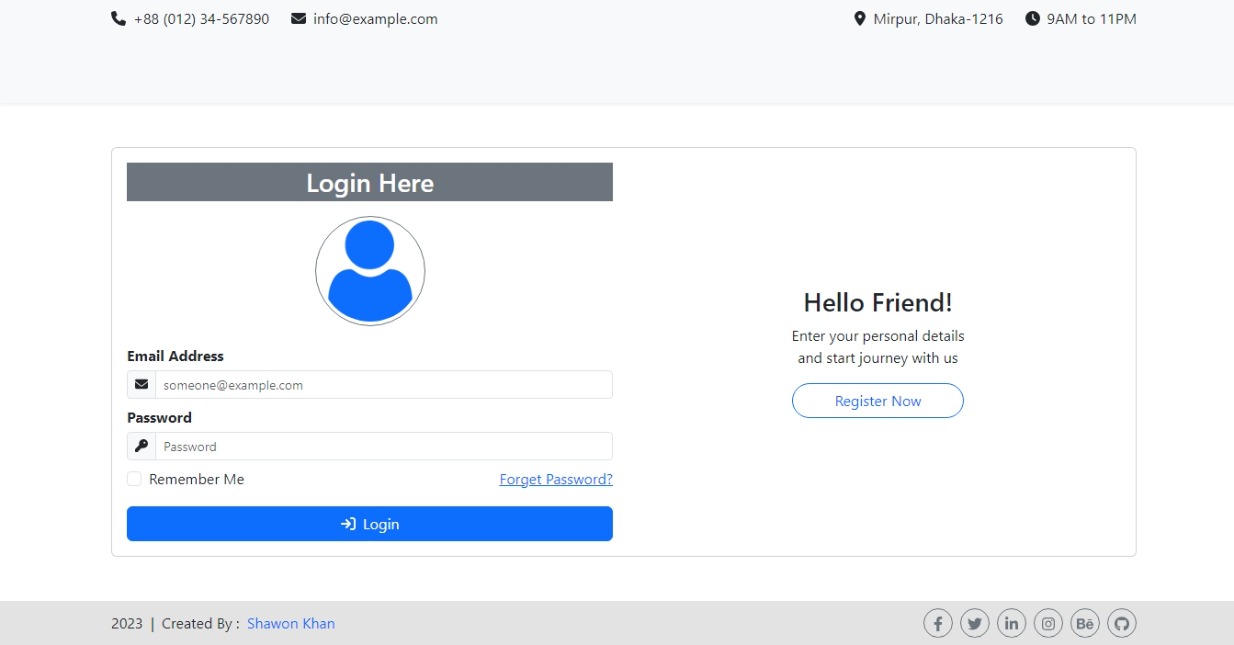 +88 (012) 34-567890 info@example.com Mirpur, Dhaka-1216 9AM to 11PM
Login Here
Email Address
someone@example.com
Password
Password
Remember Me Forget Password?
Login
Hello Friend!
Enter your personal details
and start journey with us
Register Now
2023 | Created By : Shawon Khan Bē